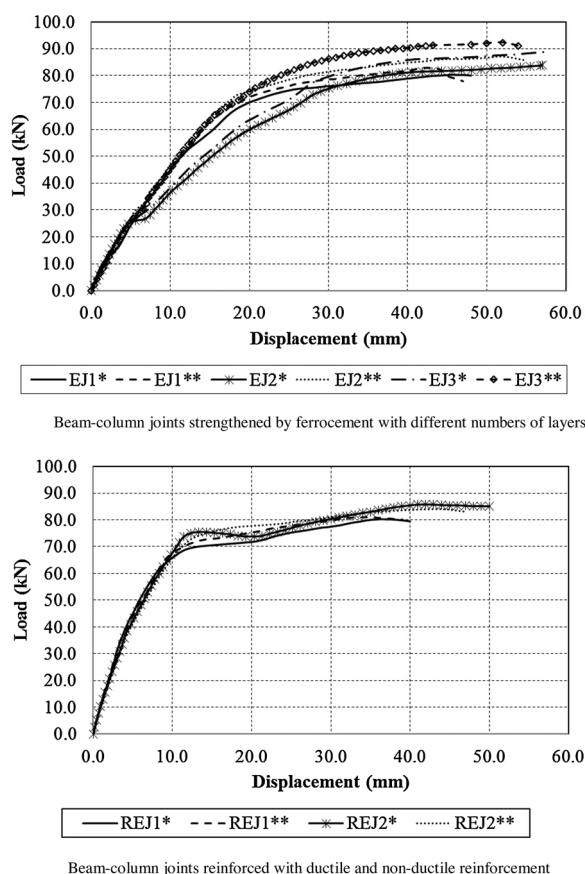 100.0
90.0
80.0
70.0
60.0
50.0
40.0
30.0
20.0
10.0
0.0
Load (kN)
0.0 10.0 20.0 30.0 40.0 50.0 60.0
Displacement (mm)
EJ1* EJ1** EJ2* EJ2** EJ3* EJ3**
Beam-column joints strengthened by ferrocement with different numbers of layers
100.0
90.0
80.0
70.0
60.0
50.0
40.0
30.0
20.0
10.0
0.0
Load (kN)
0.0 10.0 20.0 30.0 40.0 50.0 60.0
Displacement (mm)
REJ1* REJ1** REJ2* REJ2**
Beam-column joints reinforced with ductile and non-ductile reinforcement